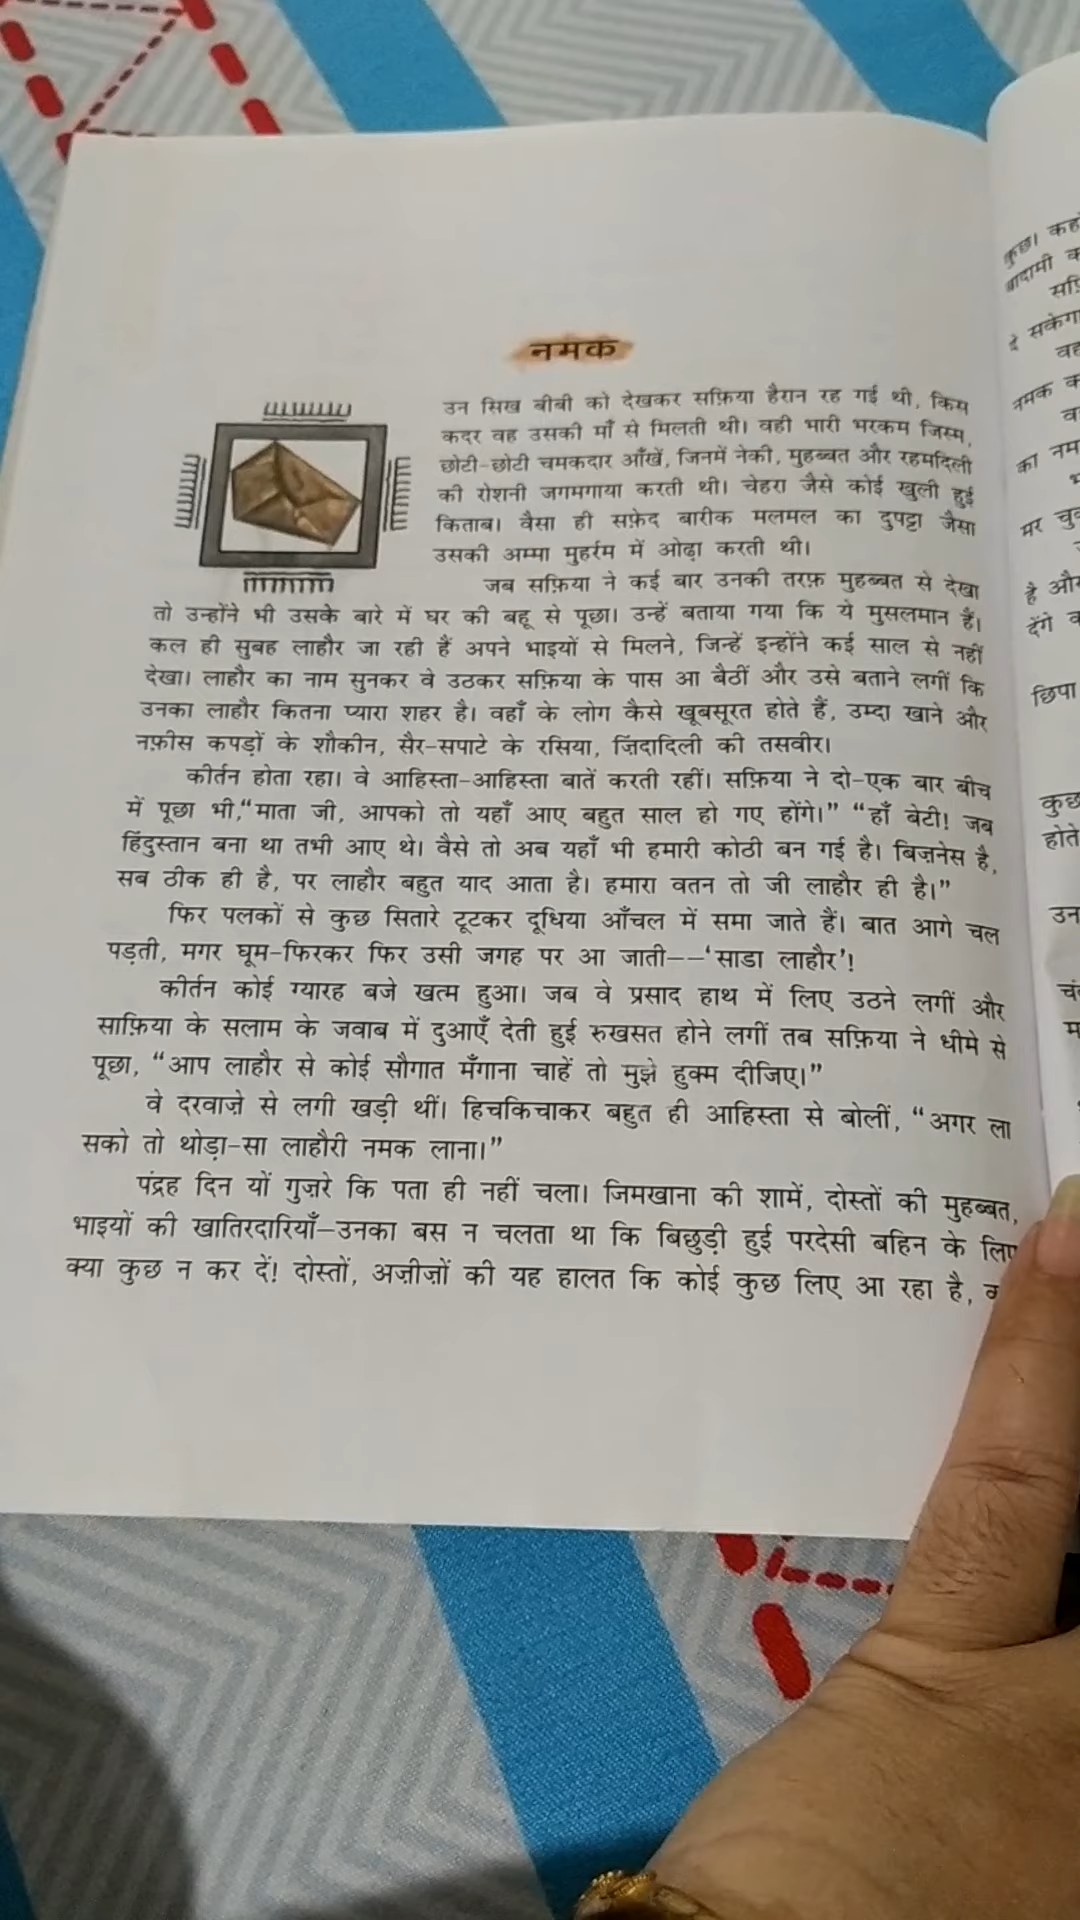 नमक
उन सिख बीबी को देखकर सफ़िया हैरान रह गई थी, किस
कदर वह उसकी माँ से मिलती थी। वही भारी भरकम जिस्म,
छोटी-छोटी चमकदार आँखें, जिनमें नेकी, मुहब्बत और रहमदिली
की रोशनी जगमगाया करती थी। चेहरा जैसे कोई खुली हुई
किताब। वैसा ही सफ़ेद बारीक मलमल का दुपट्टा जैसा
उसकी अम्मा मुहर्रम में ओढ़ा करती थी।
जब सफ़िया ने कई बार उनकी तरफ़ मुहब्बत से देखा
तो उन्होंने भी उसके बारे में घर की बहू से पूछा। उन्हें बताया गया कि ये मुसलमान हैं।
कल ही सुबह लाहौर जा रही हैं अपने भाइयों से मिलने, जिन्हें इन्होंने कई साल से नहीं
देखा। लाहौर का नाम सुनकर वे उठकर सफ़िया के पास आ बैठीं और उसे बताने लगीं कि
उनका लाहौर कितना प्यारा शहर है। वहाँ के लोग कैसे खूबसूरत होते हैं, उम्दा खाने और
नफ़ीस कपड़ों के शौकीन, सैर-सपाटे के रसिया, ज़िंदादिली की तसवीर।
कीर्तन होता रहा। वे आहिस्ता-आहिस्ता बातें करती रहीं। सफ़िया ने दो-एक बार बीच
में पूछा भी,“माता जी, आपको तो यहाँ आए बहुत साल हो गए होंगे।” “हाँ बेटी! जब
हिंदुस्तान बना था तभी आए थे। वैसे तो अब यहाँ भी हमारी कोठी बन गई है। बिज़नेस है,
सब ठीक ही है, पर लाहौर बहुत याद आता है। हमारा वतन तो जी लाहौर ही है।”
फिर पलकों से कुछ सितारे टूटकर दूधिया आँचल में समा जाते हैं। बात आगे चल
पड़ती, मगर घूम-फिरकर फिर उसी जगह पर आ जाती––‘साडा लाहौर’!
कीर्तन कोई ग्यारह बजे खत्म हुआ। जब वे प्रसाद हाथ में लिए उठने लगीं और
साफ़िया के सलाम के जवाब में दुआएँ देती हुई रुखसत होने लगीं तब सफ़िया ने धीमे से
पूछा, “आप लाहौर से कोई सौगात मँगाना चाहें तो मुझे हुक्म दीजिए।”
वे दरवाज़े से लगी खड़ी थीं। हिचकिचाकर बहुत ही आहिस्ता से बोलीं, “अगर ला
सको तो थोड़ा-सा लाहौरी नमक लाना।”
पंद्रह दिन यों गुज़रे कि पता ही नहीं चला। जिमखाना की शामें, दोस्तों की मुहब्बत,
भाइयों की खातिरदारियाँ–उनका बस न चलता था कि बिछुड़ी हुई परदेसी बहिन के लिए
क्या कुछ न कर दें! दोस्तों, अज़ीज़ों की यह हालत कि कोई कुछ लिए आ रहा है,
कुछ।
सकेगा
वह
नमक
है
देंगे
छिपा
कुछ
होते
उन